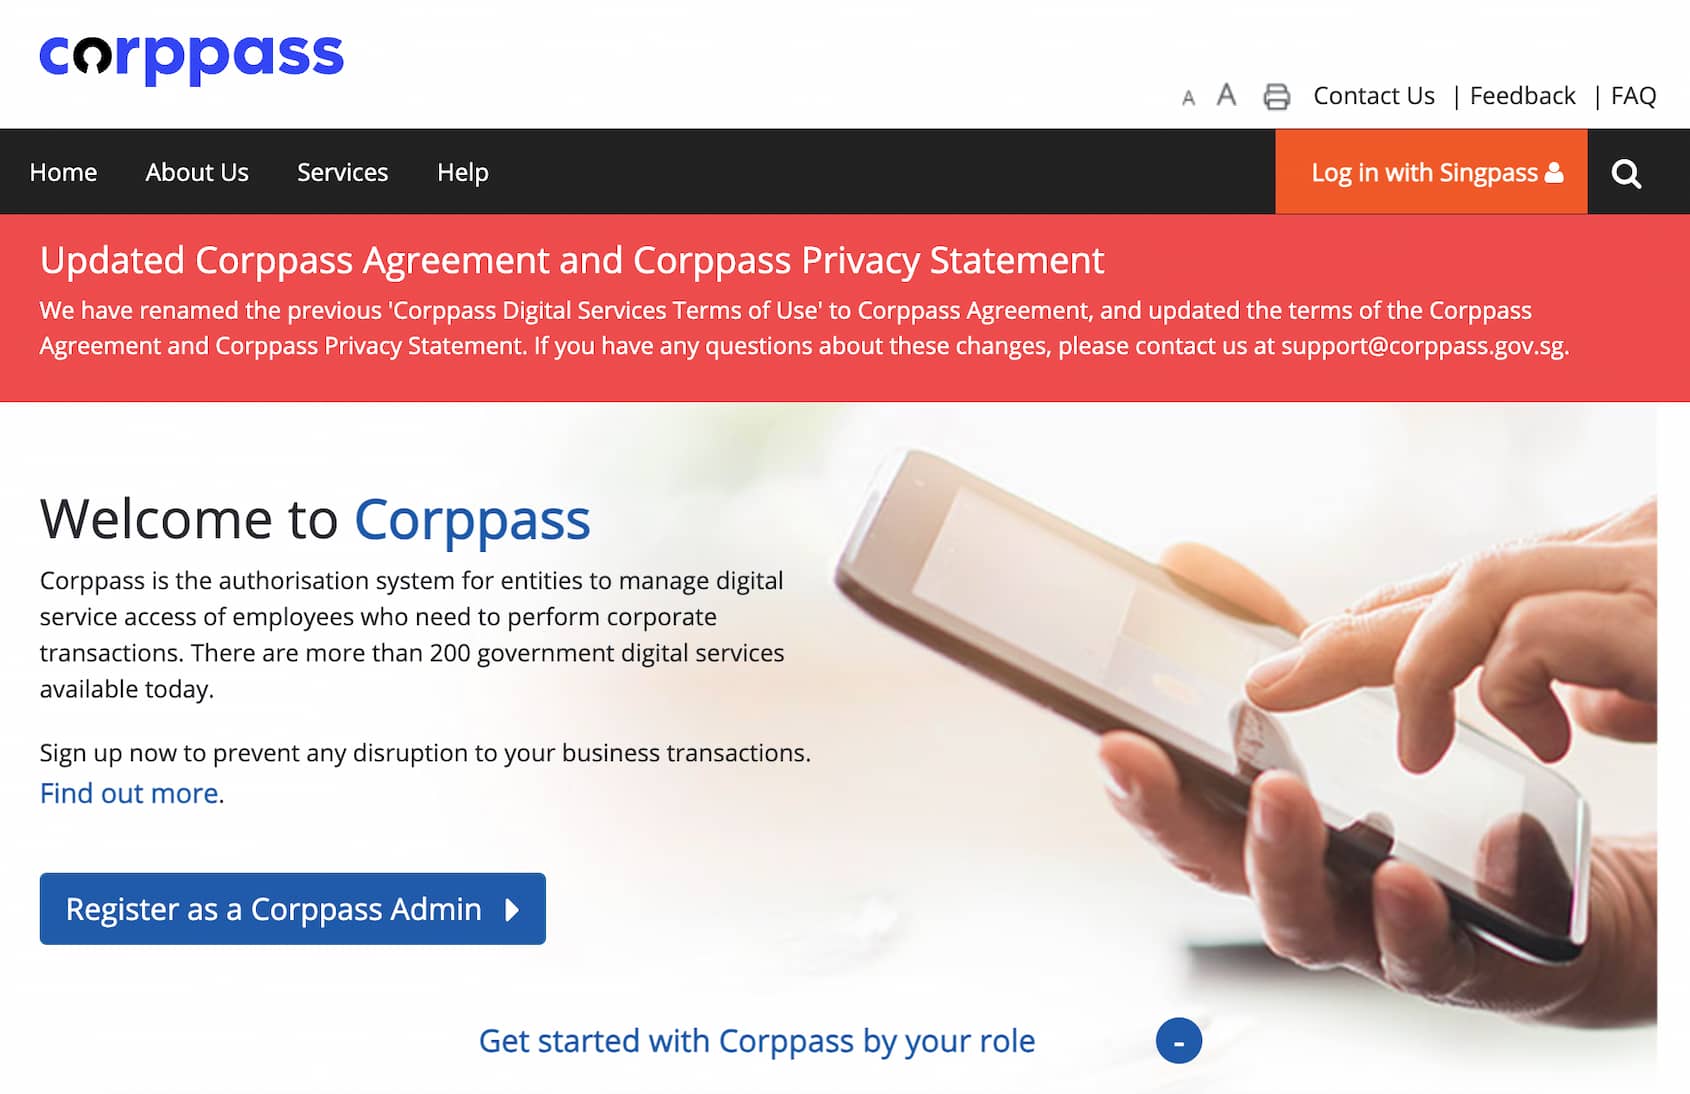 corppass
A A Contact Us | Feedback | FAQ
Home About Us Services Help Log in with Singpass
Updated Corppass Agreement and Corppass Privacy Statement
We have renamed the previous 'Corppass Digital Services Terms of Use' to Corppass Agreement, and updated the terms of the Corppass
Agreement and Corppass Privacy Statement. If you have any questions about these changes, please contact us at support@corppass.gov.sg.
Welcome to Corppass
Corppass is the authorisation system for entities to manage digital
service access of employees who need to perform corporate
transactions. There are more than 200 government digital services
available today.
Sign up now to prevent any disruption to your business transactions.
Find out more.
Register as a Corppass Admin
Get started with Corppass by your role -